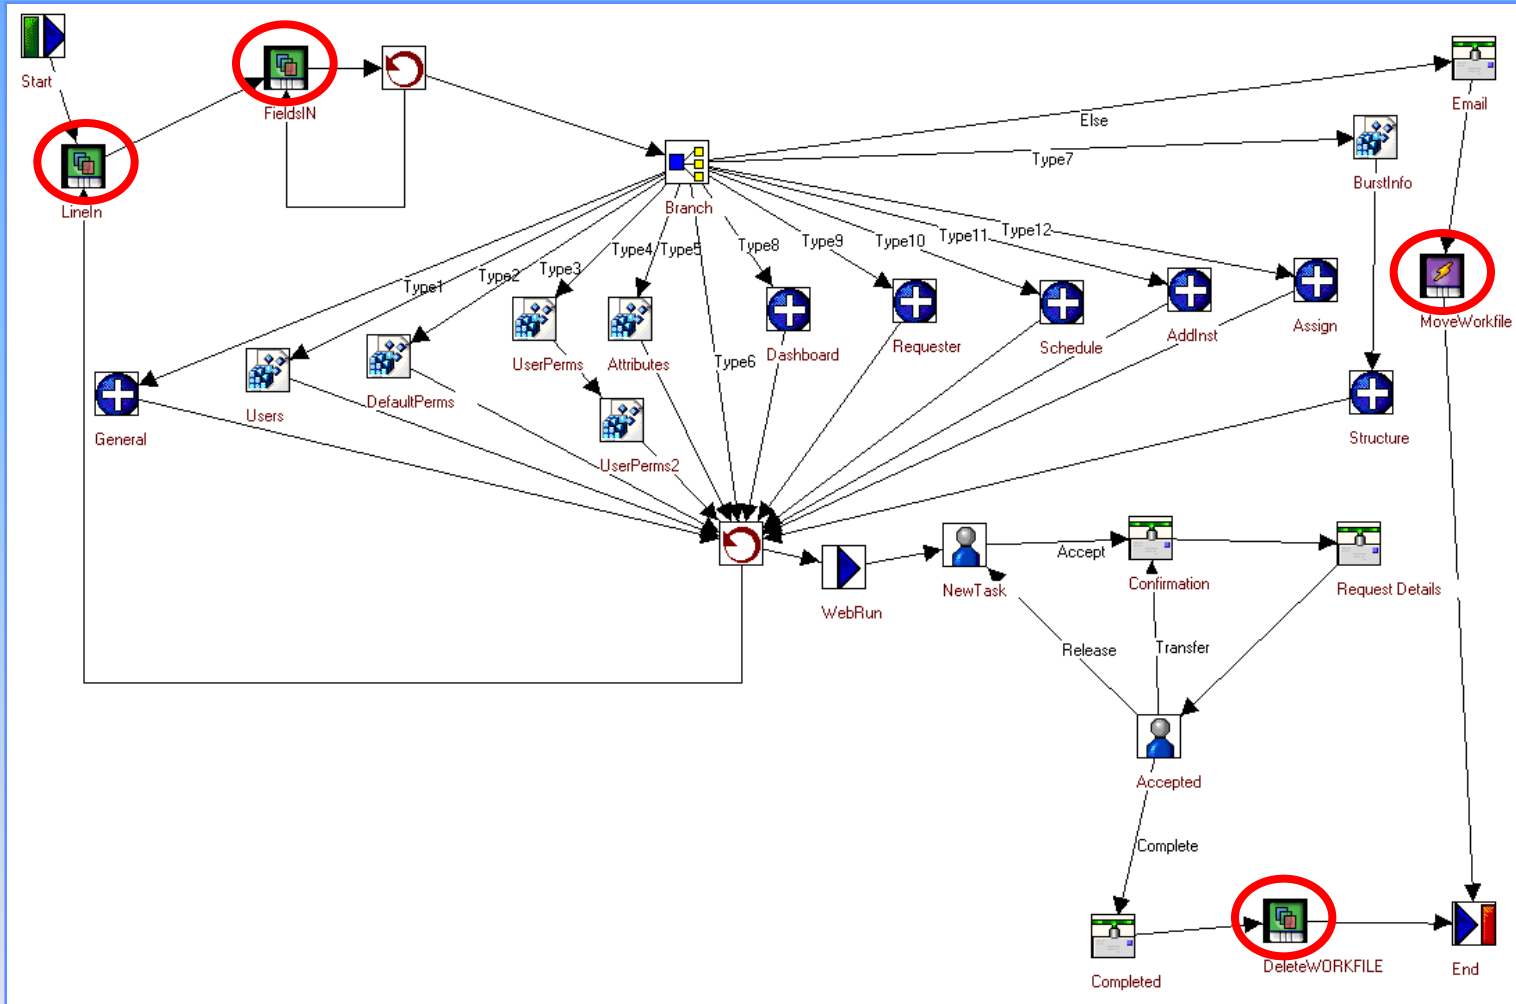 Start
FieldsIN
LineIn
Email
Else
Type7
BurstInfo
Branch
Type1
Type2
Type3
Type4
Type5
Type8
Type9
Type10
Type11
Type12
MoveWorkfile
Assign
AddInst
Schedule
Requester
Dashboard
Type6
Attributes
UserPerms
DefaultPerms
Users
General
UserPerms2
Structure
WebRun
NewTask
Accept
Confirmation
Request Details
Release
Transfer
Accepted
Complete
Completed
DeleteWORKFILE
End